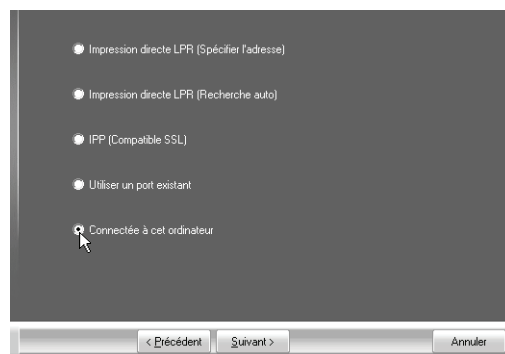 Impression directe LPR (Spécifier l'adresse)
Impression directe LPR (Recherche auto)
IPP (Compatible SSL)
Utiliser un port existant
Connectée à cet ordinateur
< Précédent Suivant > Annuler